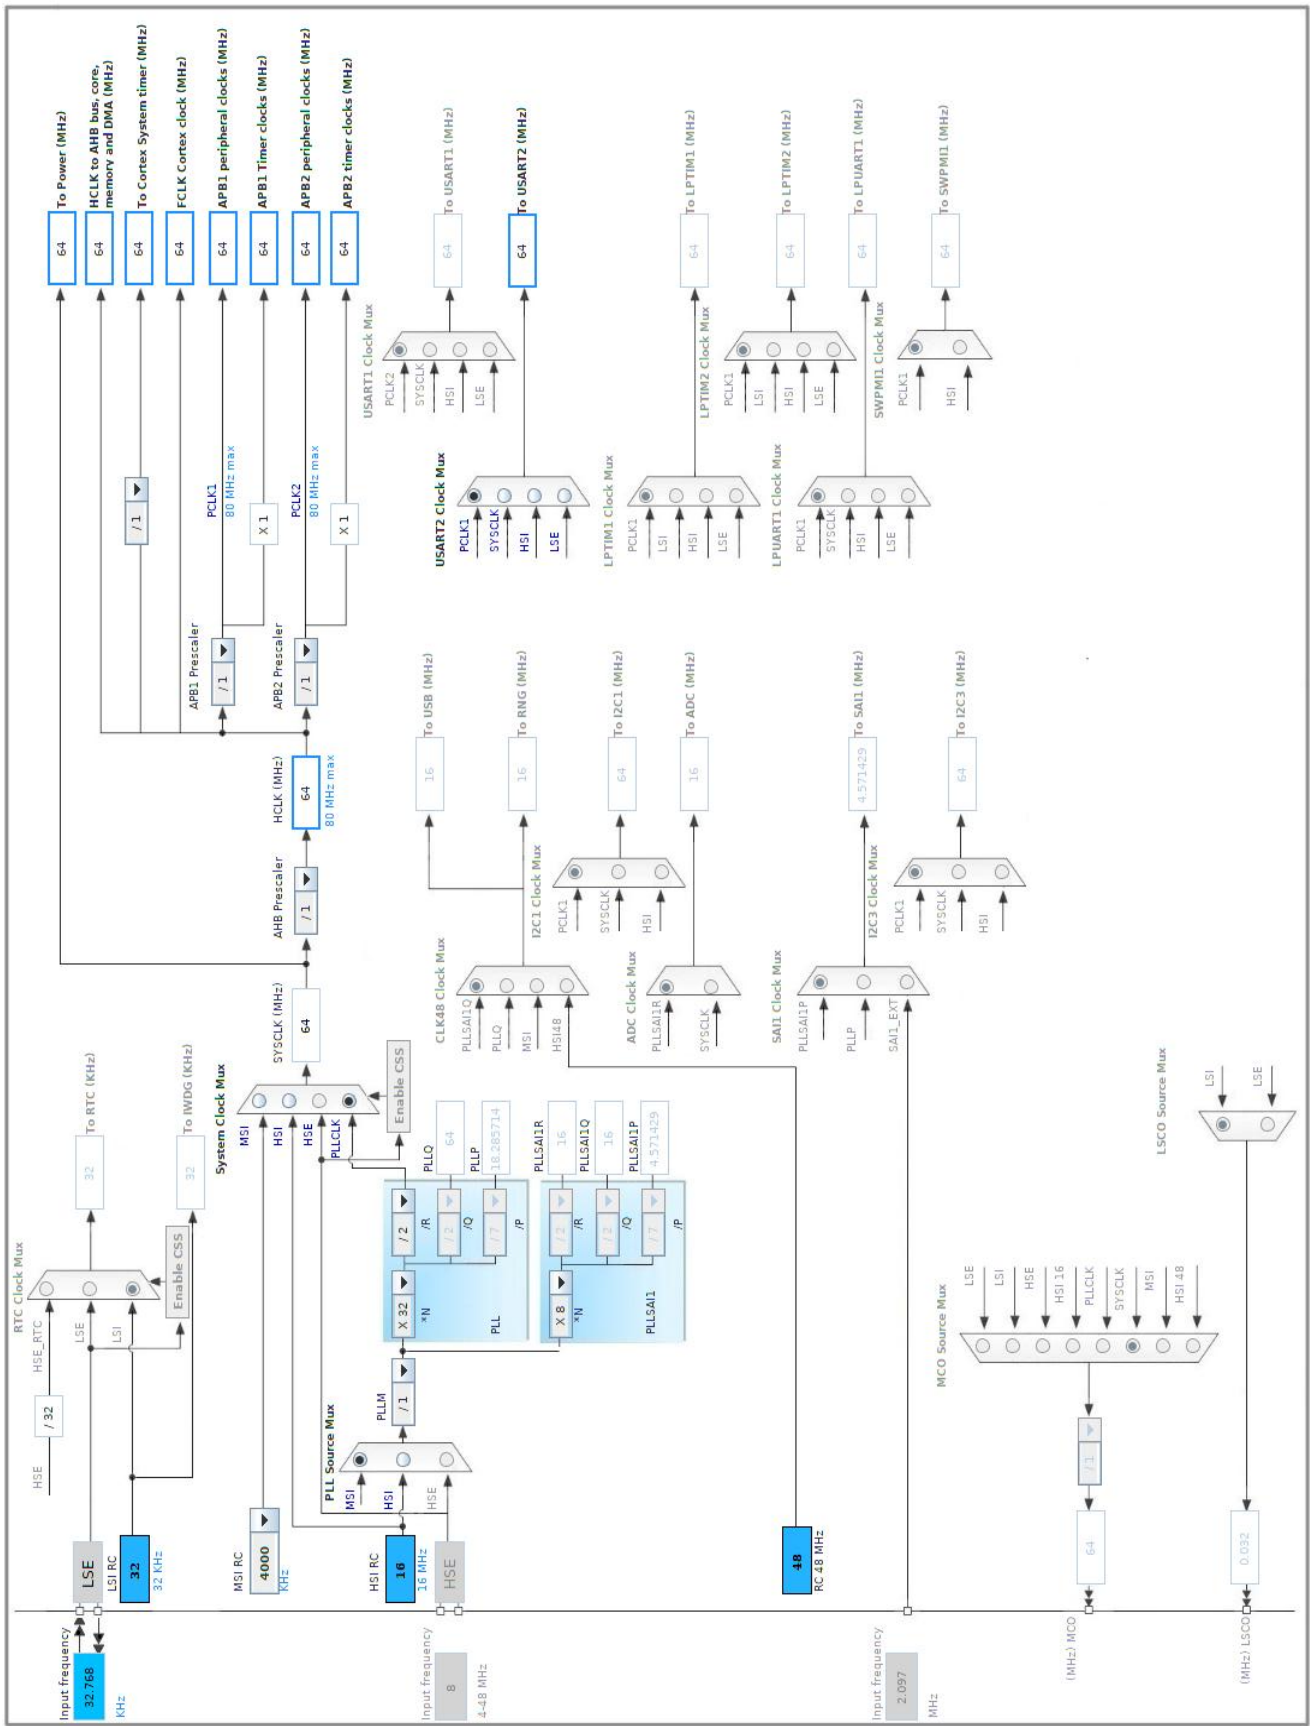 Input frequency
32.768
KHz
LSE
LSI RC
32
32 KHz
HSE
/ 32
HSE_RTC
LSE
LSI
RTC Clock Mux
Enable CSS
32
To RTC (KHz)
32
To IWDG (KHz)
MSI RC
4000
KHz
HSI RC
16
16 MHz
HSE
Input frequency
8
4-48 MHz
PLL Source Mux
MSI
HSI
HSE
PLLM
/ 1
X 32
*N
PLL
/ 2
/R
/ 2
/Q
/ 7
/P
PLLQ
64
PLLP
18.285714
X 8
*N
PLLSAI1
/ 2
/R
/ 2
/Q
/ 7
/P
PLLSAI1R
16
PLLSAI1Q
16
PLLSAI1P
4.571429
System Clock Mux
MSI
HSI
HSE
PLLCLK
Enable CSS
SYSCLK (MHz)
64
AHB Prescaler
/ 1
HCLK (MHz)
64
80 MHz max
APB1 Prescaler
/ 1
APB2 Prescaler
/ 1
/ 1
PCLK1
80 MHz max
X 1
PCLK2
80 MHz max
X 1
64
To Power (MHz)
64
HCLK to AHB bus, core,
memory and DMA (MHz)
64
To Cortex System timer (MHz)
64
FCLK Cortex clock (MHz)
64
APB1 peripheral clocks (MHz)
64
APB1 Timer clocks (MHz)
64
APB2 peripheral clocks (MHz)
64
APB2 timer clocks (MHz)
USART1 Clock Mux
PCLK2
SYSCLK
HSI
LSE
64
To USART1 (MHz)
USART2 Clock Mux
PCLK1
SYSCLK
HSI
LSE
64
To USART2 (MHz)
LPTIM1 Clock Mux
PCLK1
LSI
HSI
LSE
64
To LPTIM1 (MHz)
LPTIM2 Clock Mux
PCLK1
LSI
HSI
LSE
64
To LPTIM2 (MHz)
LPUART1 Clock Mux
PCLK1
SYSCLK
HSI
LSE
64
To LPUART1 (MHz)
SWPMI1 Clock Mux
PCLK1
HSI
64
To SWPMI1 (MHz)
CLK48 Clock Mux
PLLSAI1Q
PLLQ
MSI
HSI48
16
To USB (MHz)
16
To RNG (MHz)
I2C1 Clock Mux
PCLK1
SYSCLK
HSI
64
To I2C1 (MHz)
ADC Clock Mux
PLLSAI1R
SYSCLK
16
To ADC (MHz)
SAI1 Clock Mux
PLLSAI1P
PLLP
SAI1_EXT
4.571429
To SAI1 (MHz)
I2C3 Clock Mux
PCLK1
SYSCLK
HSI
64
To I2C3 (MHz)
48
RC 48 MHz
Input frequency
2.097
MHz
MCO Source Mux
LSE
LSI
HSE
HSI 16
PLLCLK
SYSCLK
MSI
HSI 48
/ 1
64
(MHz) MCO
LSCO Source Mux
LSI
LSE
0.032
(MHz) LSCO